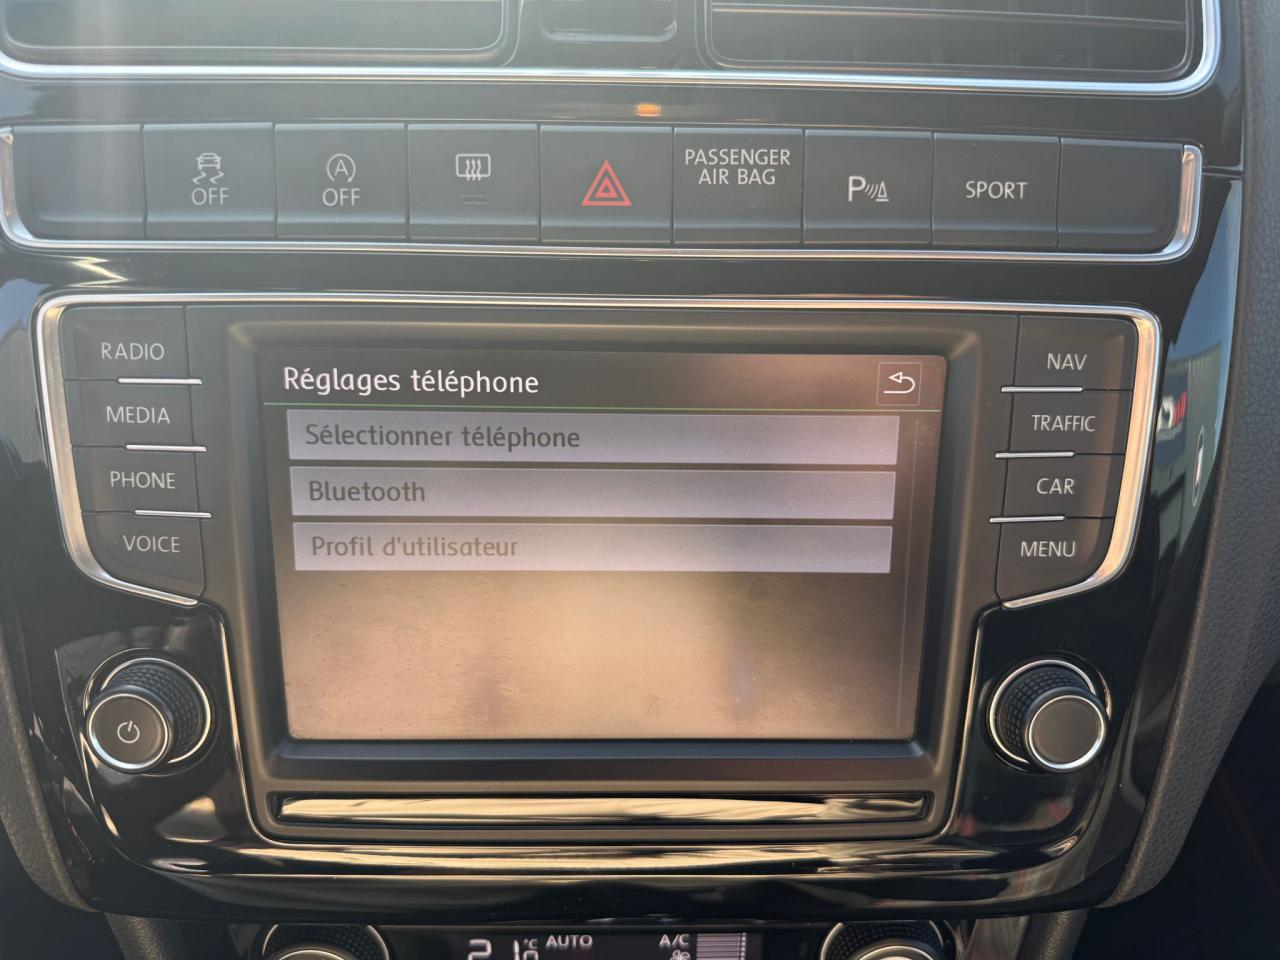 OFF
A
OFF
PASSENGER
AIR BAG
P
SPORT
RADIO
MEDIA
PHONE
VOICE
Réglages téléphone
Sélectionner téléphone
Bluetooth
Profil d'utilisateur
NAV
TRAFFIC
CAR
MENU
°C AUTO
A/C